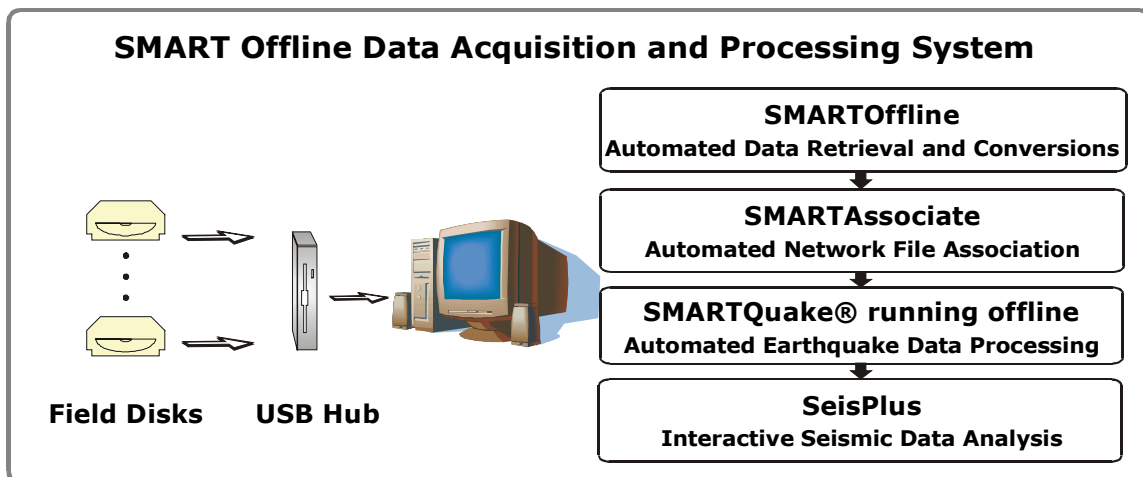 SMART Offline Data Acquisition and Processing System
SMARTOffline
Automated Data Retrieval and Conversions
SMARTAssociate
Automated Network File Association
SMARTQuake® running offline
Automated Earthquake Data Processing
SeisPlus
Interactive Seismic Data Analysis
Field Disks
USB Hub